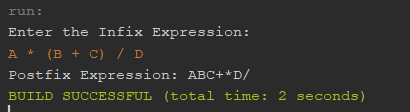 run:
Enter the Infix Expression:
A * (B + C) / D
Postfix Expression: ABC+*D/
BUILD SUCCESSFUL (total time: 2 seconds)